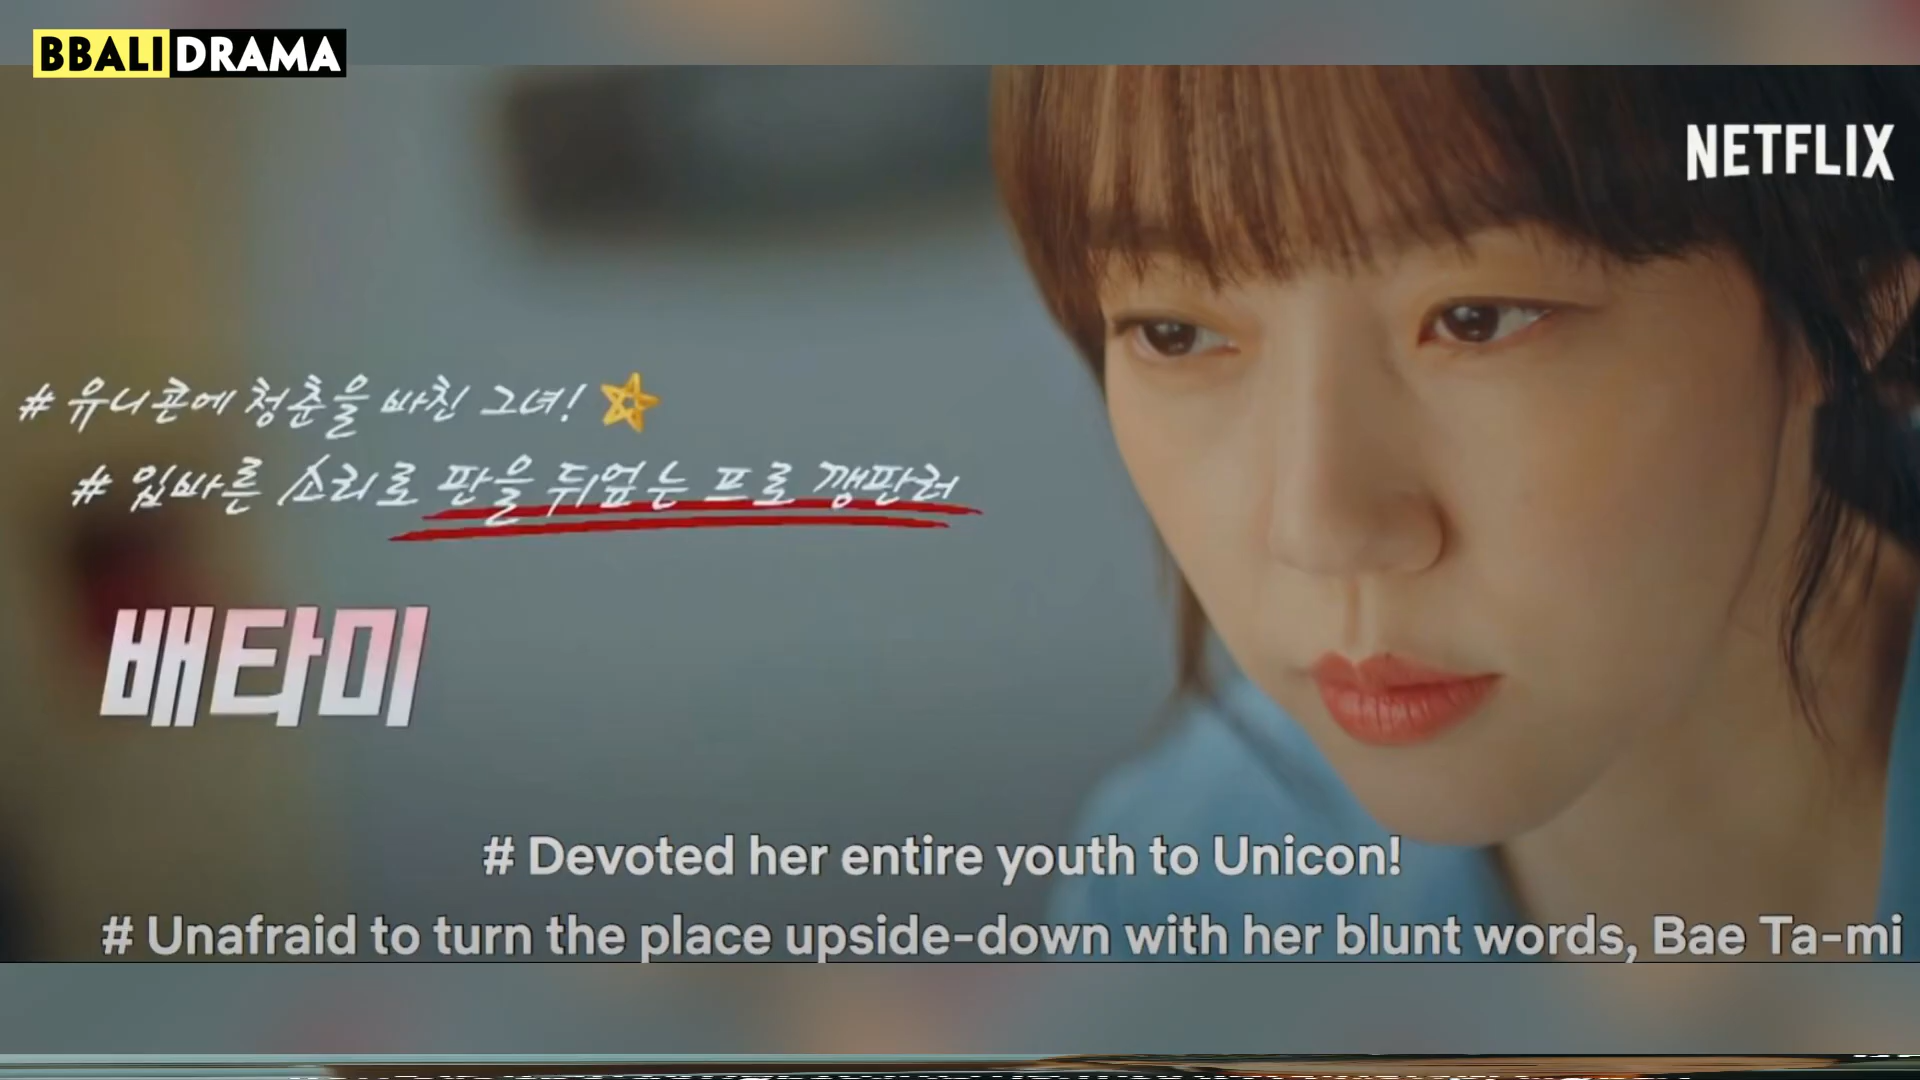 BBALI DRAMA
NETFLIX
# 유니콘에 청춘을 바친 그녀!
# 입바른 소리로 판을 뒤엎는 프로 깽판러
배타미
# Devoted her entire youth to Unicon!
# Unafraid to turn the place upside-down with her blunt words, Bae Ta-mi